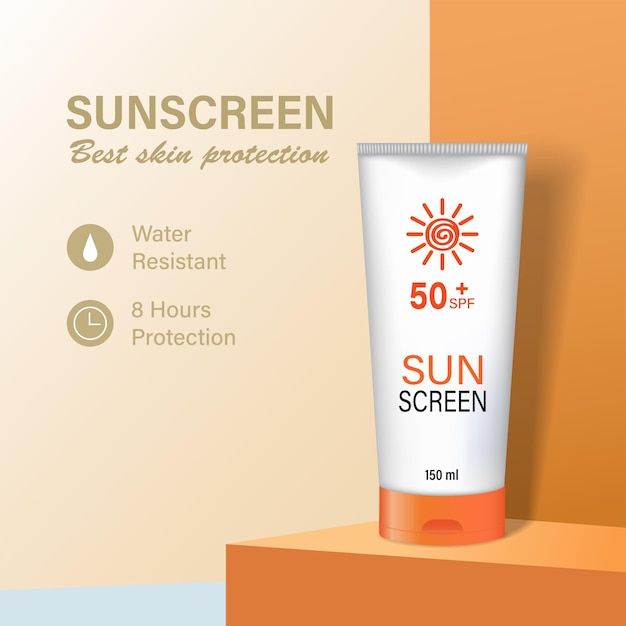 SUNSCREEN
Best skin protection
Water
Resistant
8 Hours
Protection
50+ SPF
SUN
SCREEN
150 ml